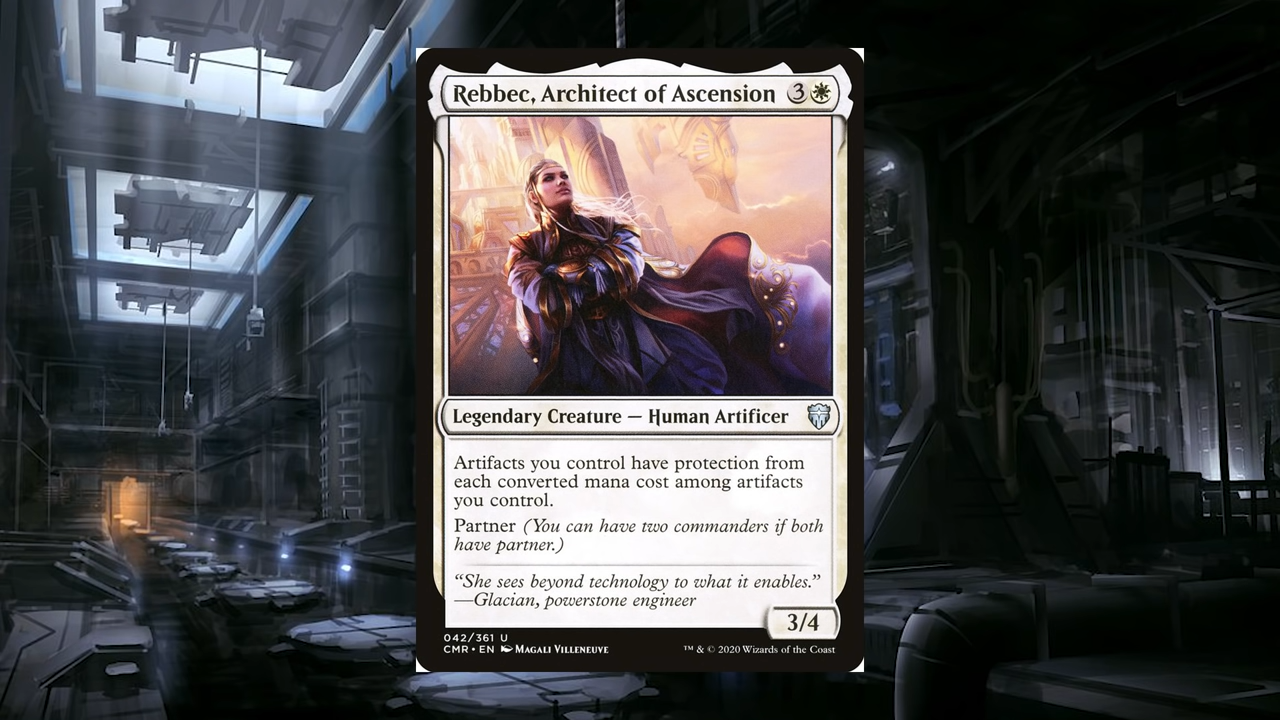 Rebbec, Architect of Ascension 3
Legendary Creature — Human Artificer
Artifacts you control have protection from
each converted mana cost among artifacts
you control.
Partner (You can have two commanders if both
have partner.)
“She sees beyond technology to what it enables.”
—Glacian, powerstone engineer
3/4
042/361 U
CMR • EN MAGALI VILLENEUVE ™ & © 2020 Wizards of the Coast